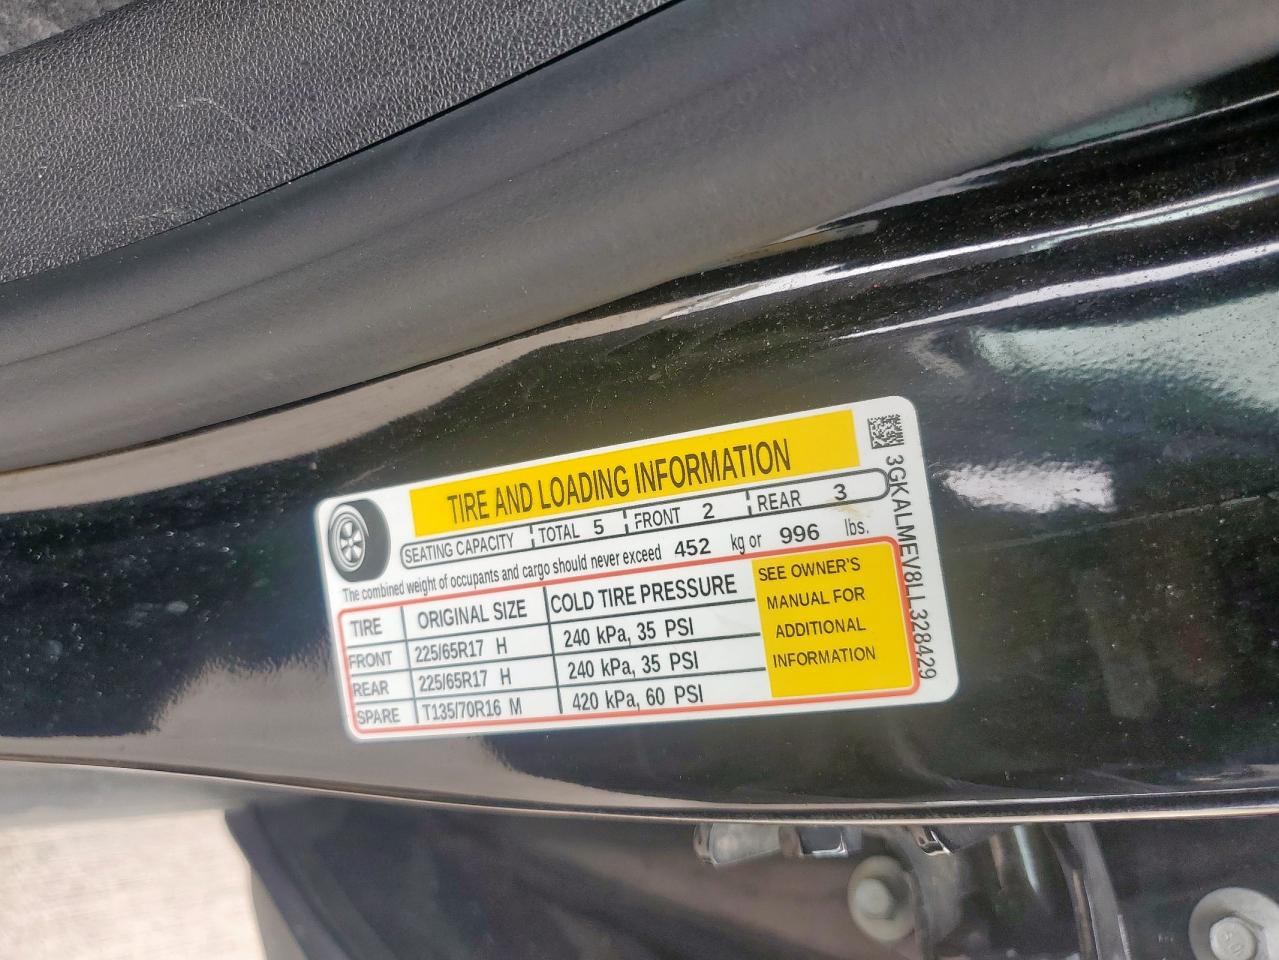 TIRE AND LOADING INFORMATION
SEATING CAPACITY TOTAL 5 FRONT 2 REAR 3
The combined weight of occupants and cargo should never exceed 452 kg or 996 lbs.
TIRE ORIGINAL SIZE COLD TIRE PRESSURE
FRONT 225/65R17 H 240 kPa, 35 PSI
REAR 225/65R17 H 240 kPa, 35 PSI
SPARE T135/70R16 M 420 kPa, 60 PSI
SEE OWNER'S
MANUAL FOR
ADDITIONAL
INFORMATION
3GKALMEV8LL328429